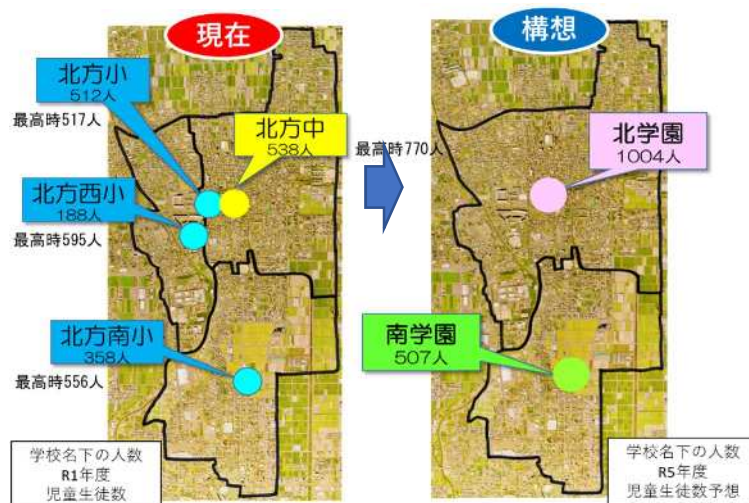 現在
北方小
512人
最高時517人
北方中
538人
最高時770人
北方西小
188人
最高時595人
北方南小
358人
最高時556人
学校名下の人数
R1年度
児童生徒数
構想
北学園
1004人
南学園
507人
学校名下の人数
R5年度
児童生徒数予想